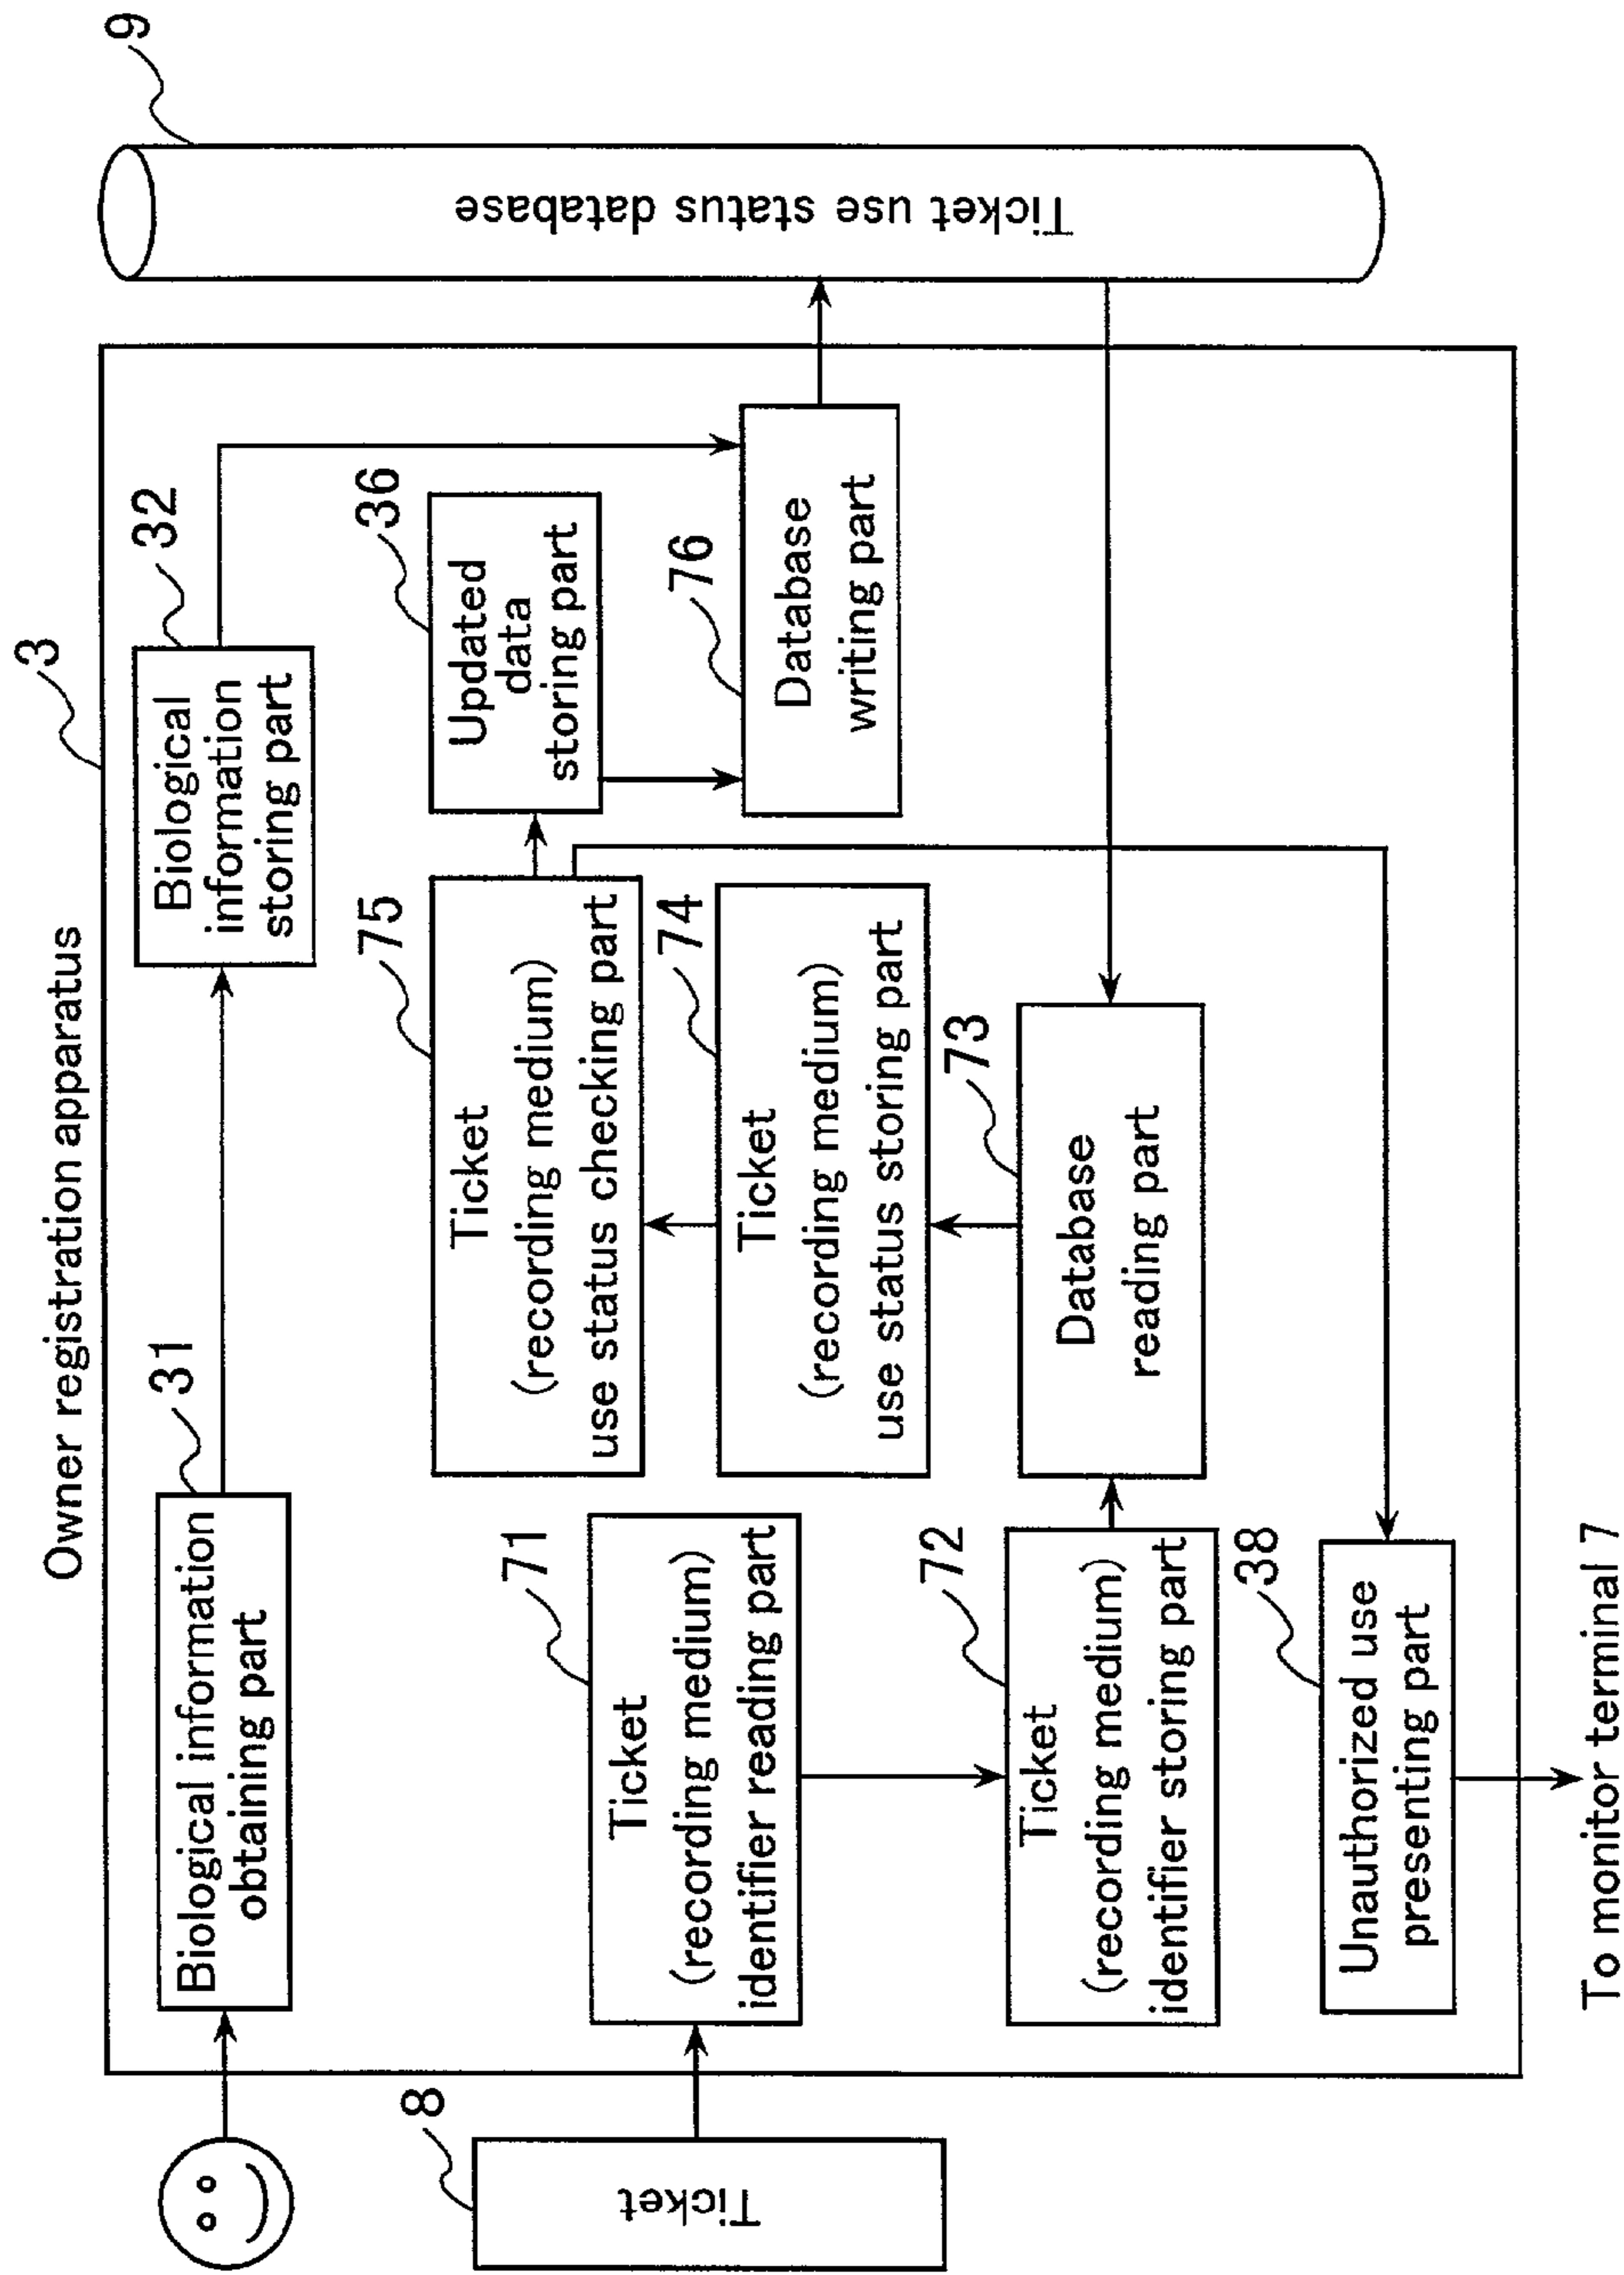 Owner registration apparatus
3
Biological information
obtaining part
31
Biological
information
storing part
32
Ticket
8
Ticket
(recording medium)
identifier reading part
71
Ticket
(recording medium)
identifier storing part
72
Database
reading part
73
Ticket
(recording medium)
use status storing part
74
Ticket
(recording medium)
use status checking part
75
Updated
data
storing part
36
Database
writing part
76
Unauthorized use
presenting part
38
To monitor terminal 7
Ticket use status database
9